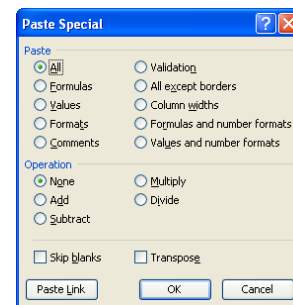 Paste Special
Paste
All
Validation
Formulas
All except borders
Values
Column widths
Formats
Formulas and number formats
Comments
Values and number formats
Operation
None
Multiply
Add
Divide
Subtract
Skip blanks
Transpose
Paste Link
OK
Cancel